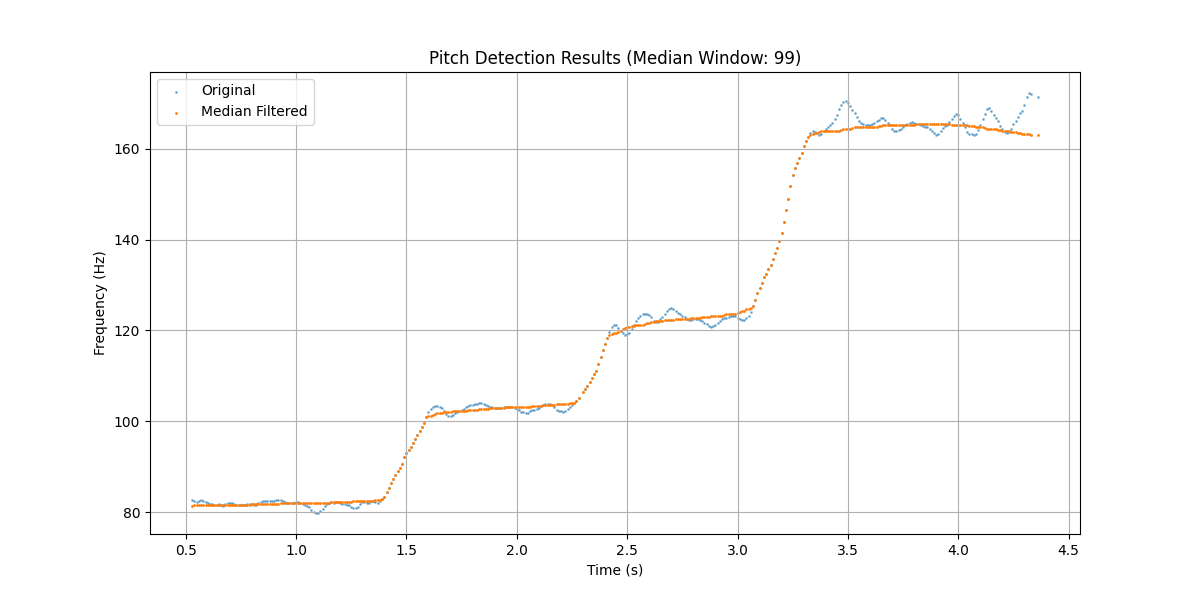 Pitch Detection Results (Median Window: 99)
Original
Median Filtered
Frequency (Hz)
160
140
120
100
80
0.5 1.0 1.5 2.0 2.5 3.0 3.5 4.0 4.5
Time (s)